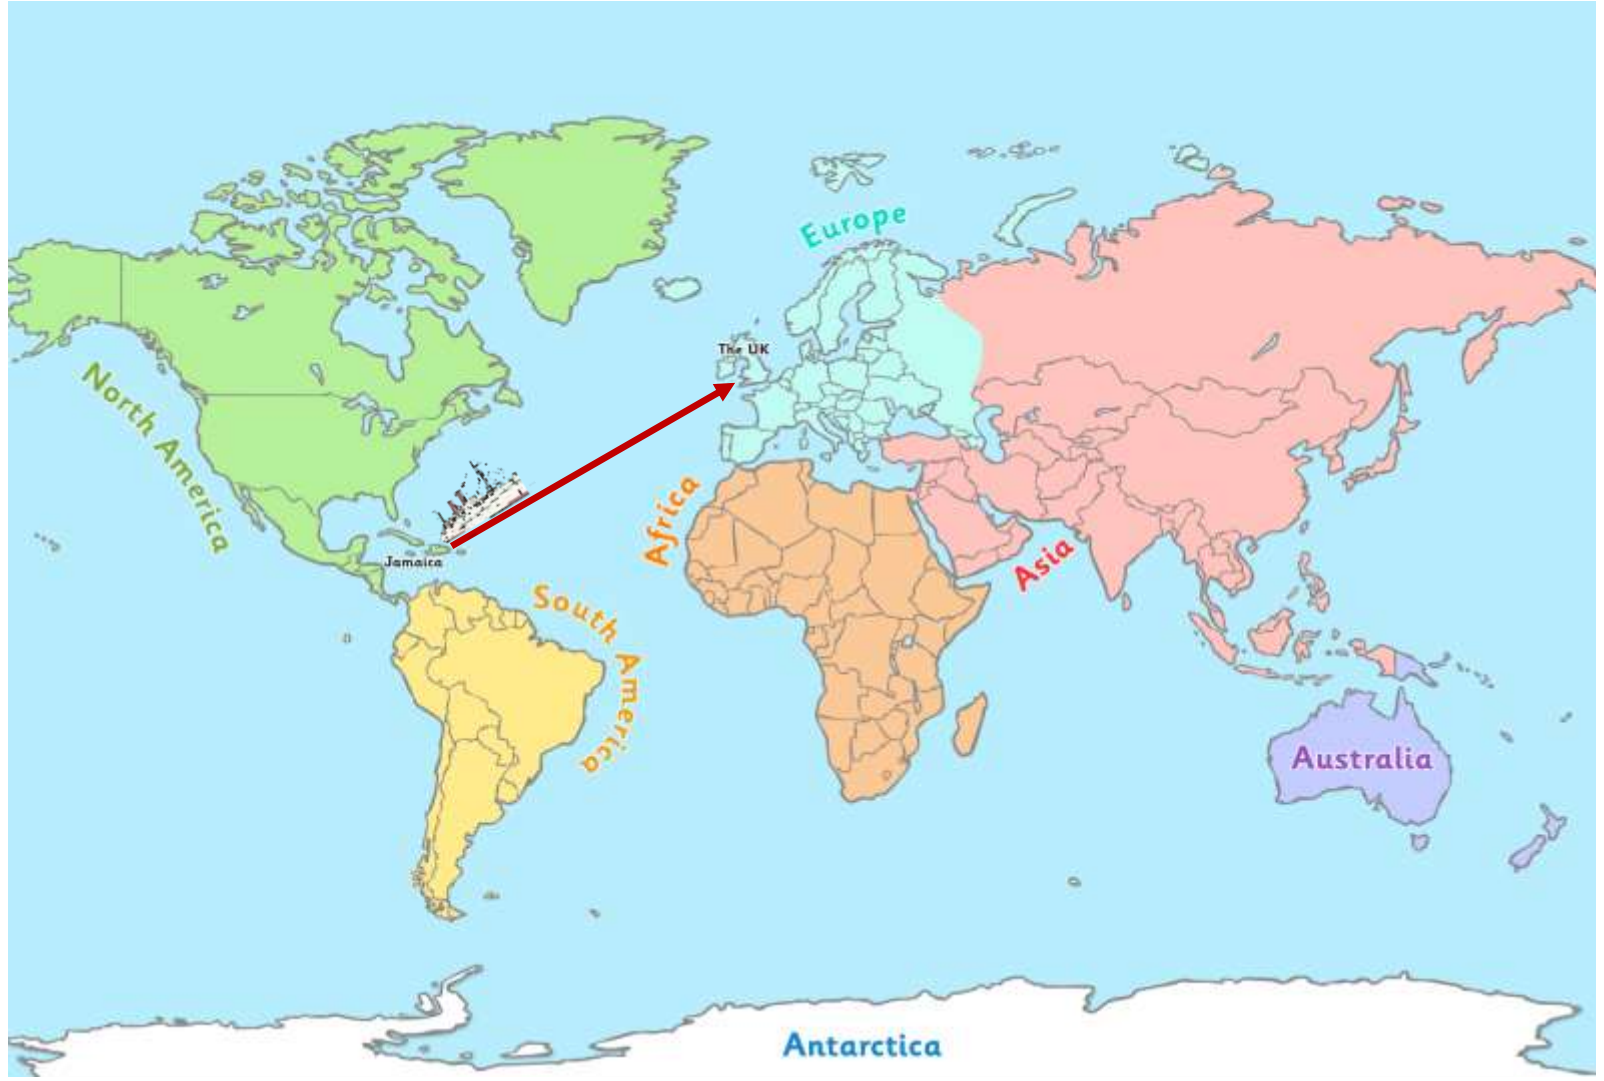 Europe
The UK
North America
Africa
Jamaica
Asia
South America
Australia
Antarctica